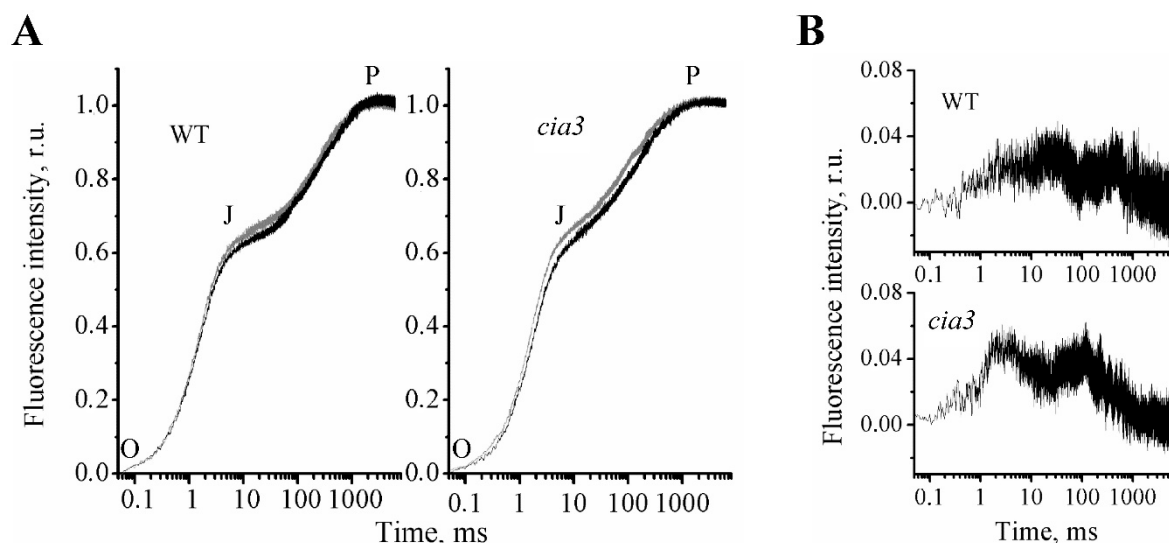 A
Fluorescence intensity, r.u.
1.0
0.8
0.6
0.4
0.2
0.0
WT
O
J
P
0.1 1 10 100 1000
cia3
O
J
P
0.1 1 10 100 1000
Time, ms
B
Fluorescence intensity, r.u.
0.08
0.04
0.00
WT
0.1 1 10 100 1000
0.08
0.04
0.00
cia3
0.1 1 10 100 1000
Time, ms